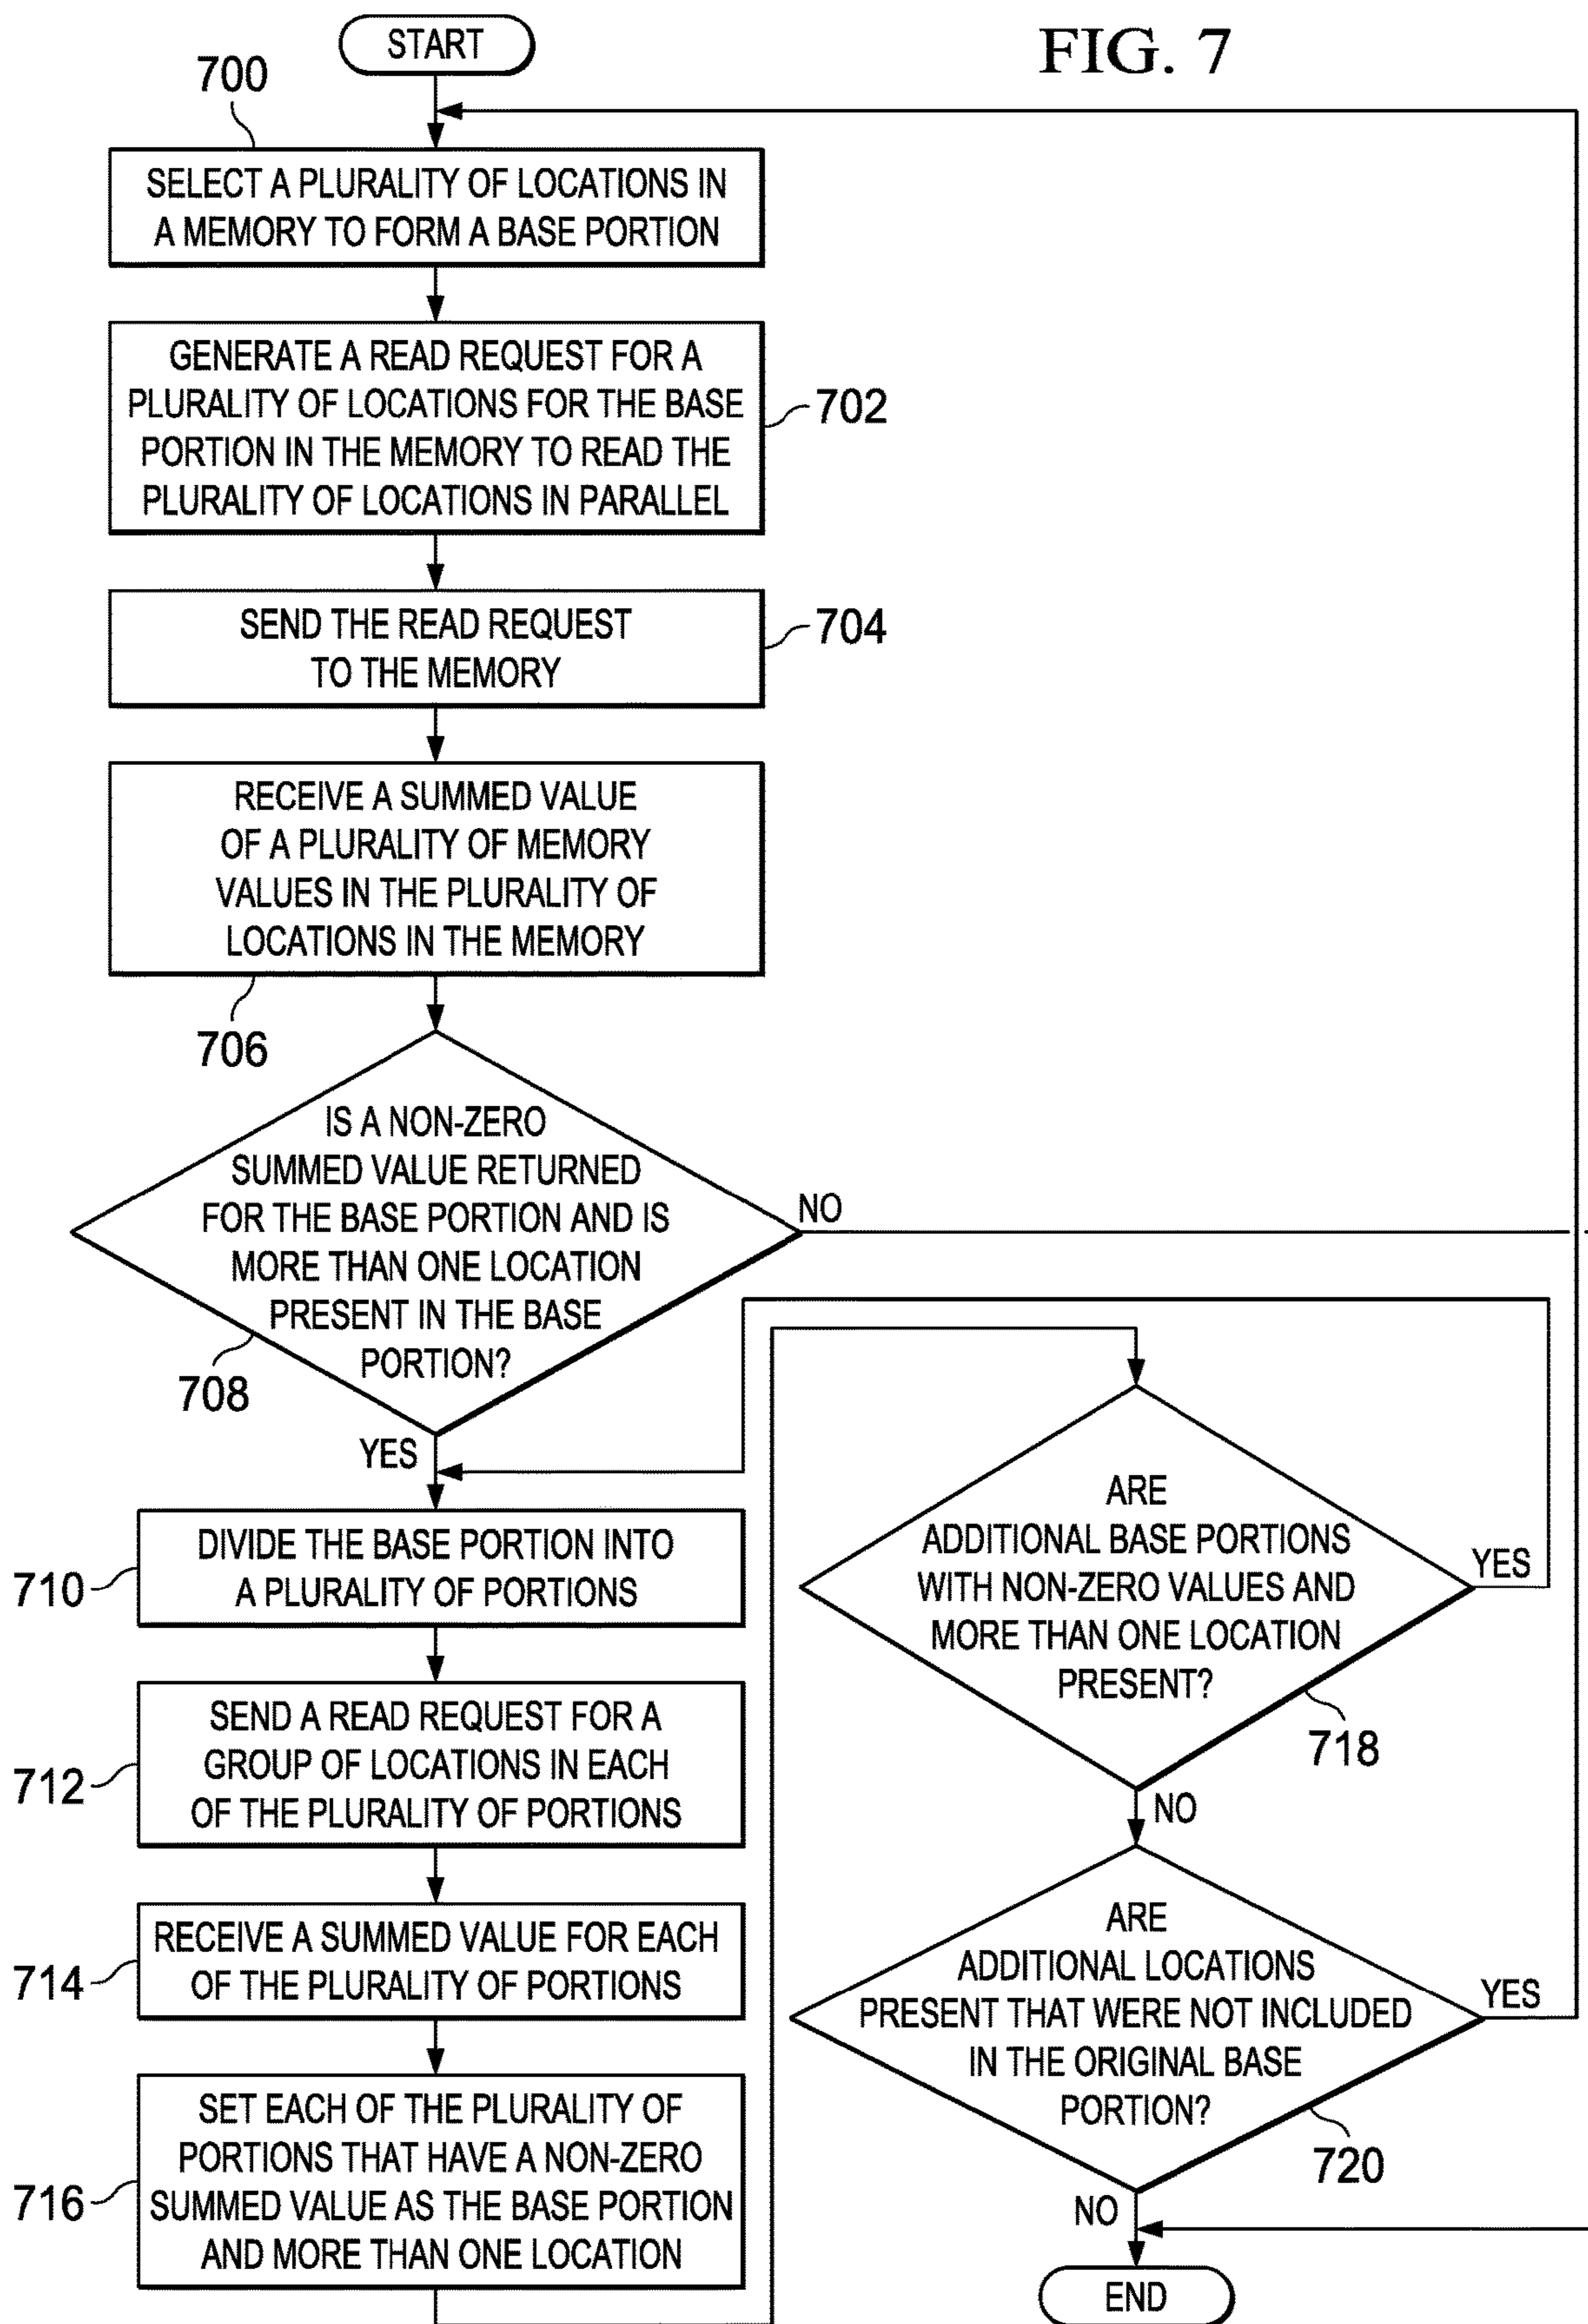 FIG. 7
START
700
SELECT A PLURALITY OF LOCATIONS IN
A MEMORY TO FORM A BASE PORTION
GENERATE A READ REQUEST FOR A
PLURALITY OF LOCATIONS FOR THE BASE
PORTION IN THE MEMORY TO READ THE
PLURALITY OF LOCATIONS IN PARALLEL
702
SEND THE READ REQUEST
TO THE MEMORY
704
RECEIVE A SUMMED VALUE
OF A PLURALITY OF MEMORY
VALUES IN THE PLURALITY OF
LOCATIONS IN THE MEMORY
706
IS A NON-ZERO
SUMMED VALUE RETURNED
FOR THE BASE PORTION AND IS
MORE THAN ONE LOCATION
PRESENT IN THE BASE
PORTION?
708
NO
YES
DIVIDE THE BASE PORTION INTO
A PLURALITY OF PORTIONS
710
SEND A READ REQUEST FOR A
GROUP OF LOCATIONS IN EACH
OF THE PLURALITY OF PORTIONS
712
RECEIVE A SUMMED VALUE FOR EACH
OF THE PLURALITY OF PORTIONS
714
SET EACH OF THE PLURALITY OF
PORTIONS THAT HAVE A NON-ZERO
SUMMED VALUE AS THE BASE PORTION
AND MORE THAN ONE LOCATION
716
ARE
ADDITIONAL BASE PORTIONS
WITH NON-ZERO VALUES AND
MORE THAN ONE LOCATION
PRESENT?
YES
718
NO
ARE
ADDITIONAL LOCATIONS
PRESENT THAT WERE NOT INCLUDED
IN THE ORIGINAL BASE
PORTION?
YES
720
NO
END